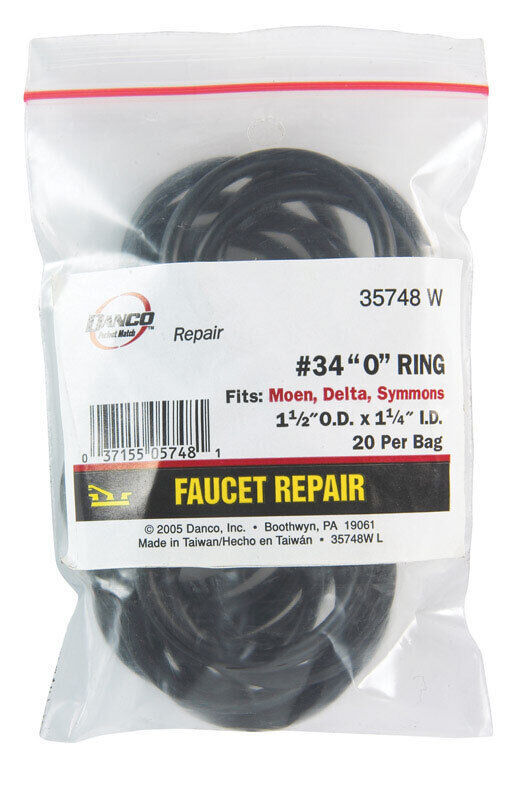 35748 W
DANCO™
Perfect Match
Repair
#34 “O” RING
Fits: Moen, Delta, Symmons
1½″ O.D. x 1¼″ I.D.
20 Per Bag
0 37155 05748 1
FAUCET REPAIR
© 2005 Danco, Inc. • Boothwyn, PA 19061
Made in Taiwan/Hecho en Taiwán • 35748W L